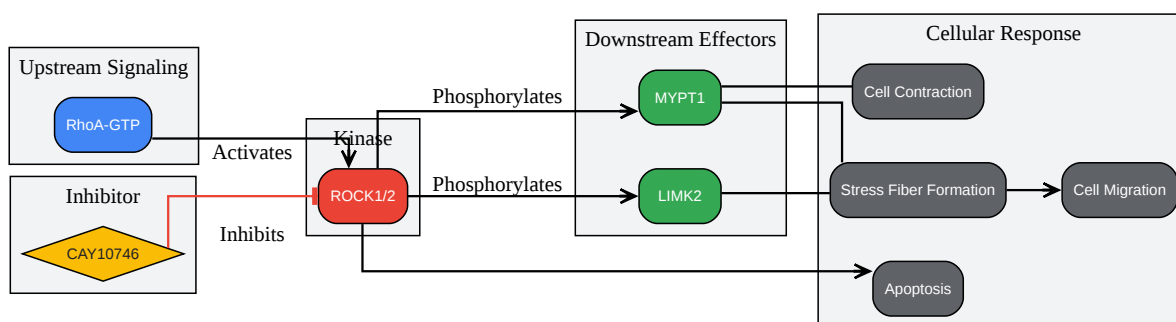 Upstream Signaling
RhoA-GTP
Activates
Inhibitor
CAY10746
Inhibits
Kinase
ROCK1/2
Phosphorylates
Phosphorylates
Downstream Effectors
MYPT1
LIMK2
Cellular Response
Cell Contraction
Stress Fiber Formation
Cell Migration
Apoptosis